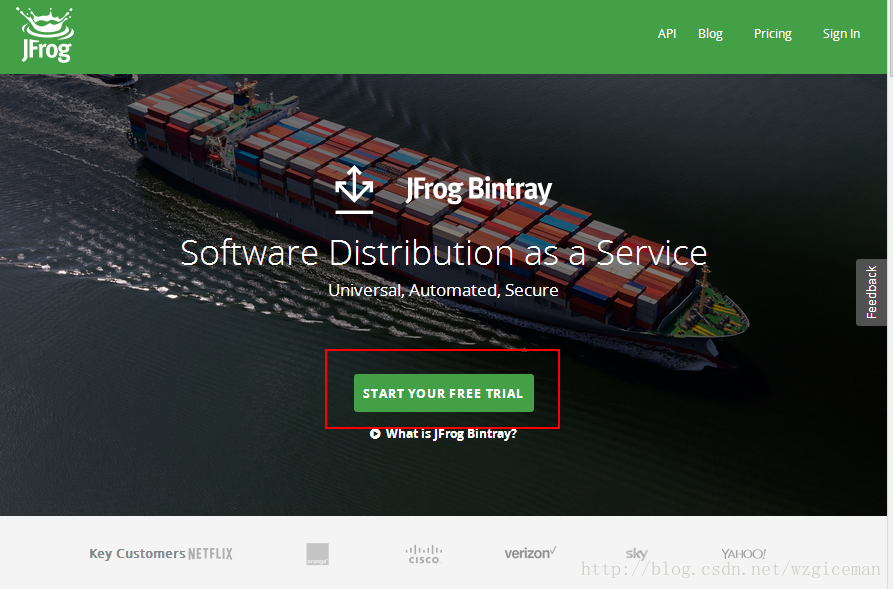 JFrog
API Blog Pricing Sign In
JFrog Bintray
Software Distribution as a Service
Universal, Automated, Secure
Feedback
START YOUR FREE TRIAL
What is JFrog Bintray?
Key Customers NETFLIX orange CISCO verizon sky YAHOO!
http://blog.csdn.net/wzgiceman